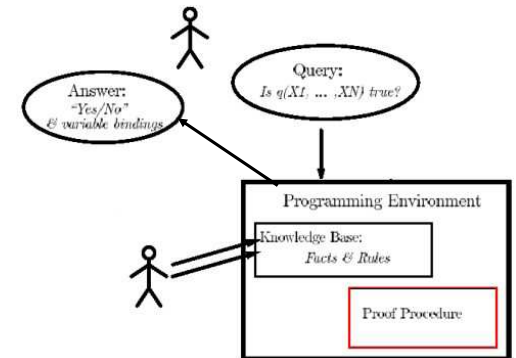 Answer:
"Yes/No"
& variable bindings
Query:
Is q(X1, ... ,XN) true?
Programming Environment
Knowledge Base:
Facts & Rules
Proof Procedure